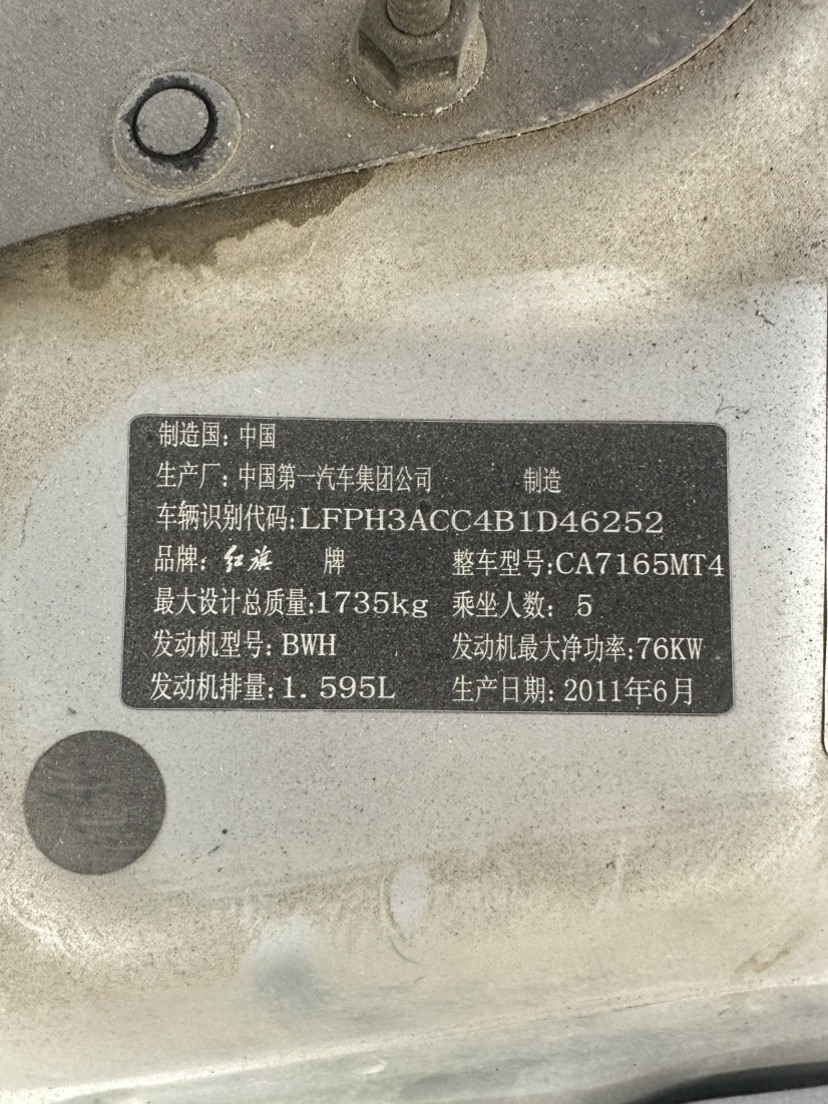 制造国：中国
生产厂：中国第一汽车集团公司 制造
车辆识别代码:LFPH3ACC4B1D46252
品牌：红旗 牌 整车型号:CA7165MT4
最大设计总质量:1735kg 乘坐人数：5
发动机型号：BWH 发动机最大净功率:76KW
发动机排量：1.595L 生产日期：2011年6月